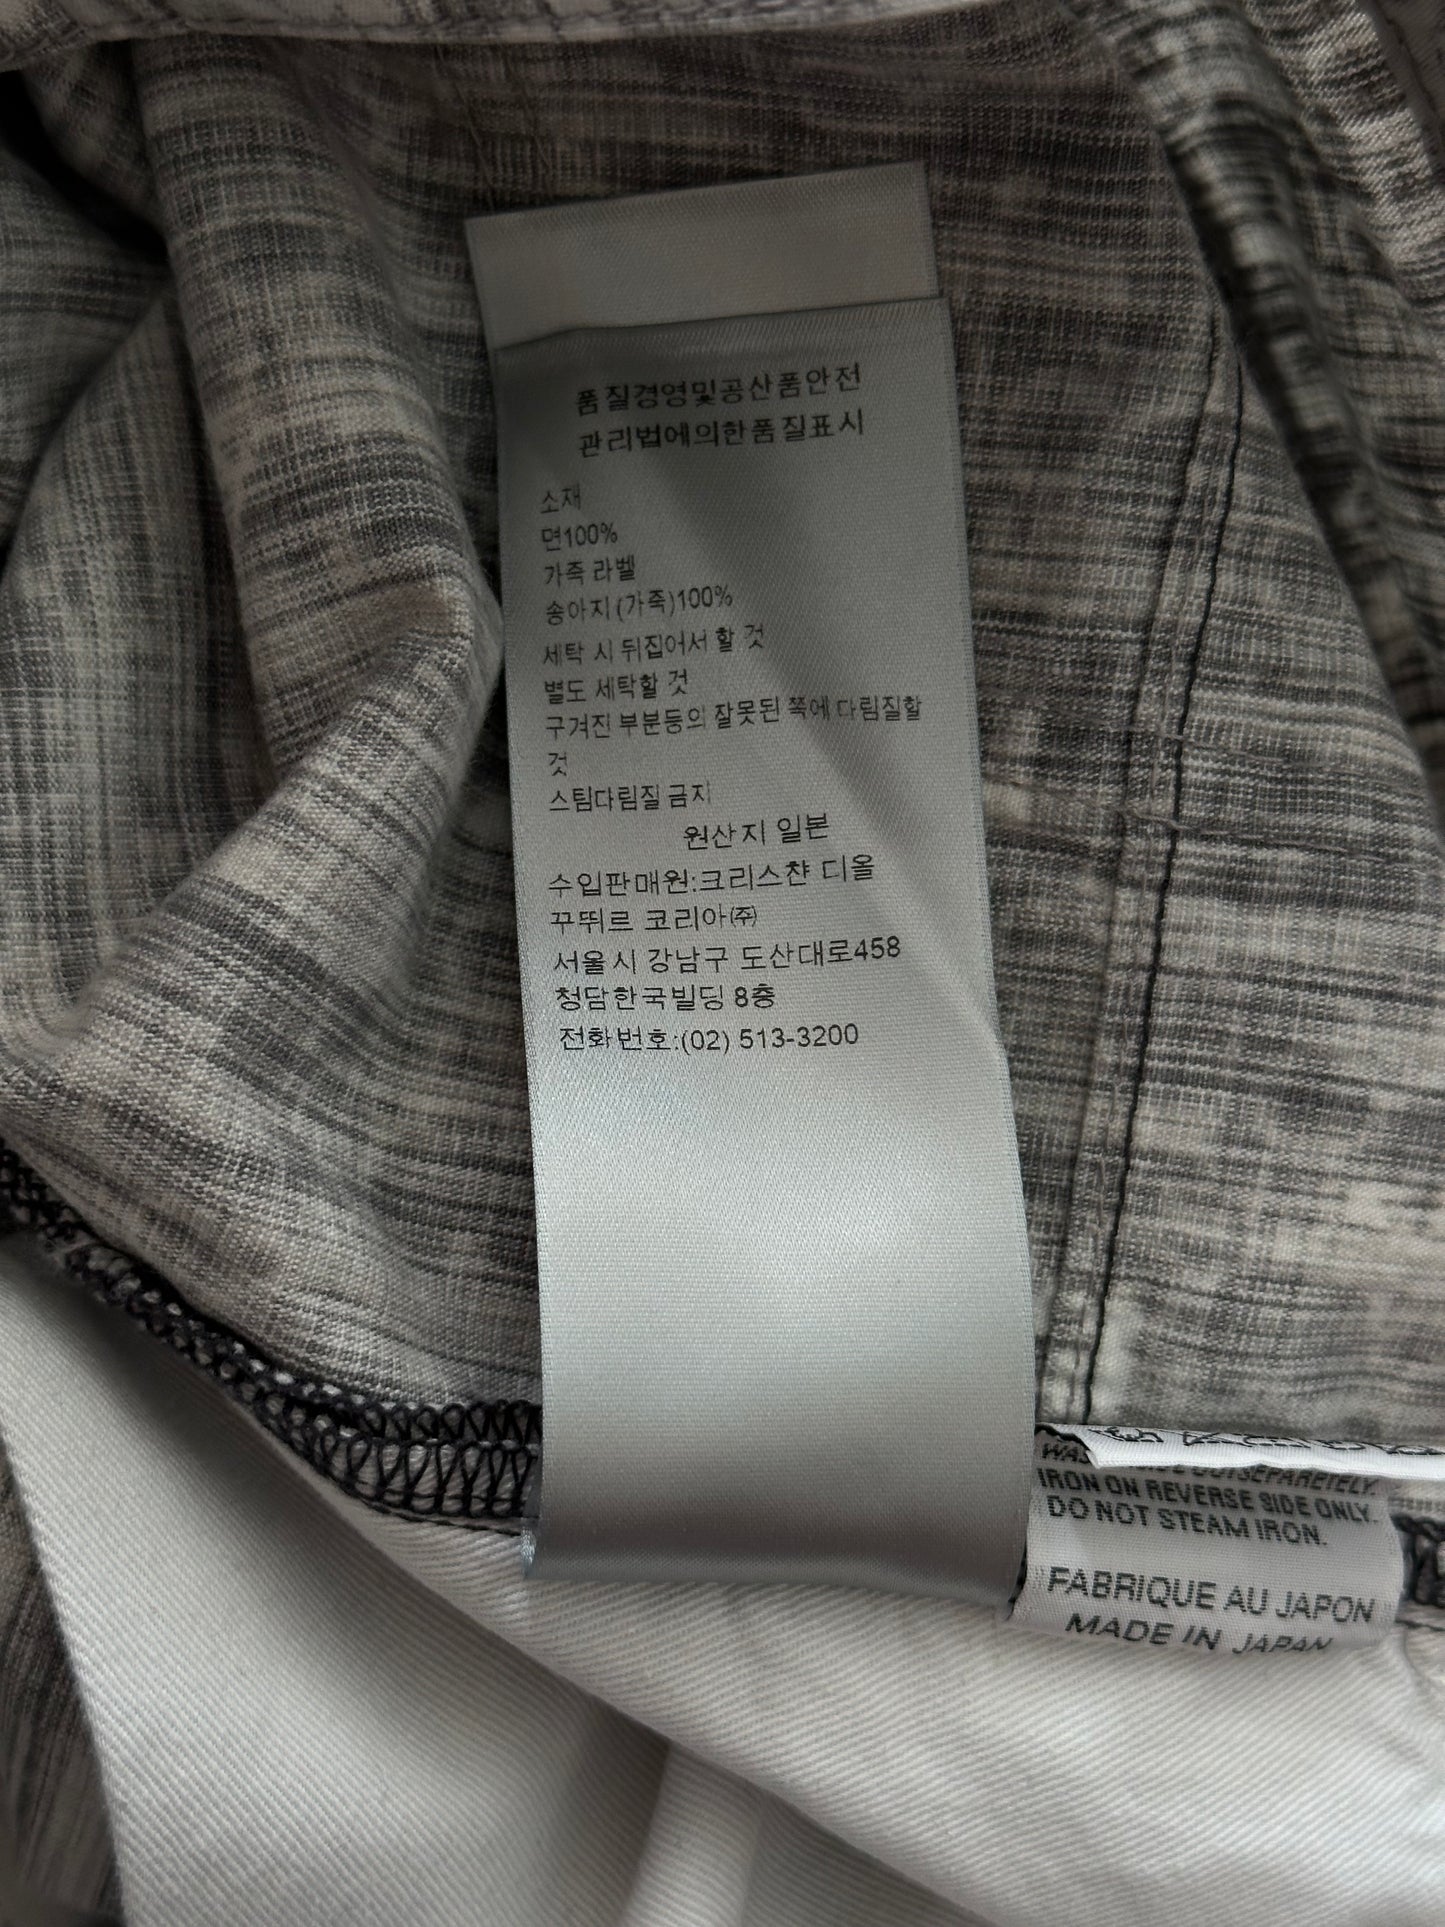 품질경영및공산품안전
관리법에의한품질표시
소재
면100%
가죽 라벨
송아지(가죽)100%
세탁 시 뒤집어서 할 것
별도 세탁할 것
구겨진 부분등의 잘못된 쪽에 다림질할
것
스팀다림질 금지
원산지 일본
수입판매원:크리스챤 디올
꾸뛰르 코리아㈜
서울시 강남구 도산대로458
청담한국빌딩 8층
전화번호:(02) 513-3200
SEPARETELY.
IRON ON REVERSE SIDE ONLY.
DO NOT STEAM IRON.
FABRIQUE AU JAPON
MADE IN JAPAN